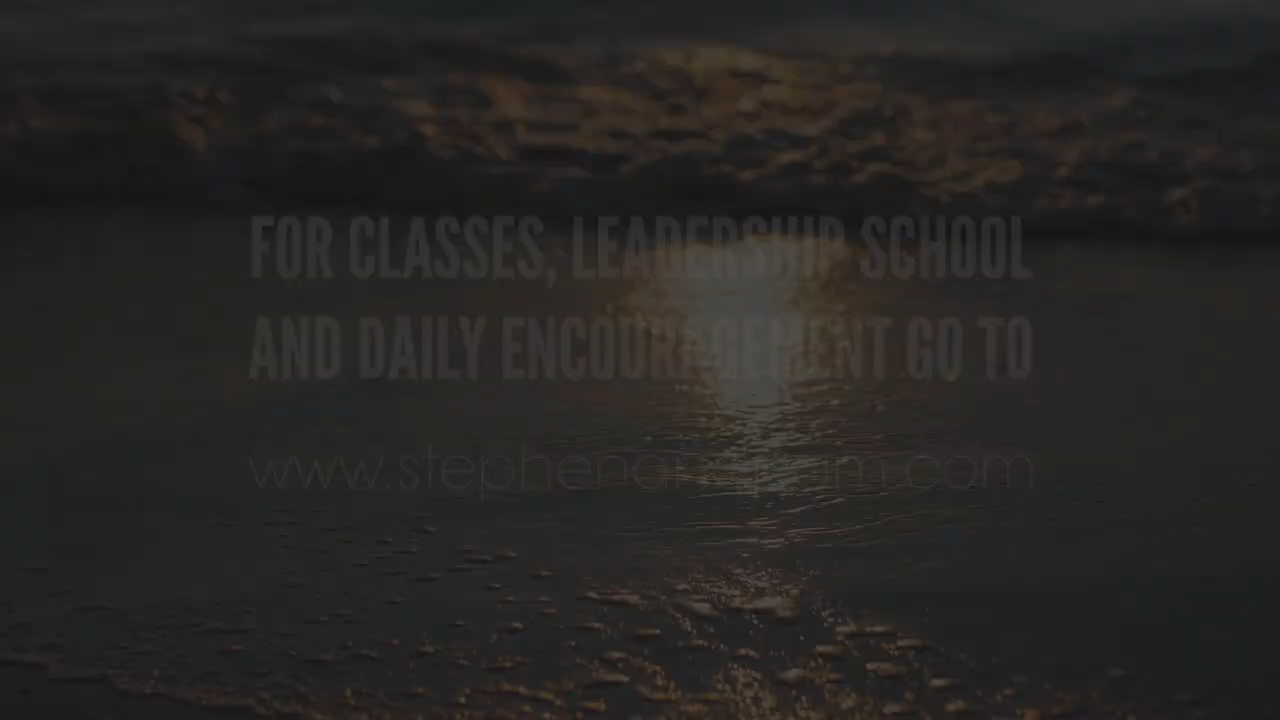 FOR CLASSES, LEADERSHIP SCHOOL
AND DAILY ENCOURAGEMENT GO TO